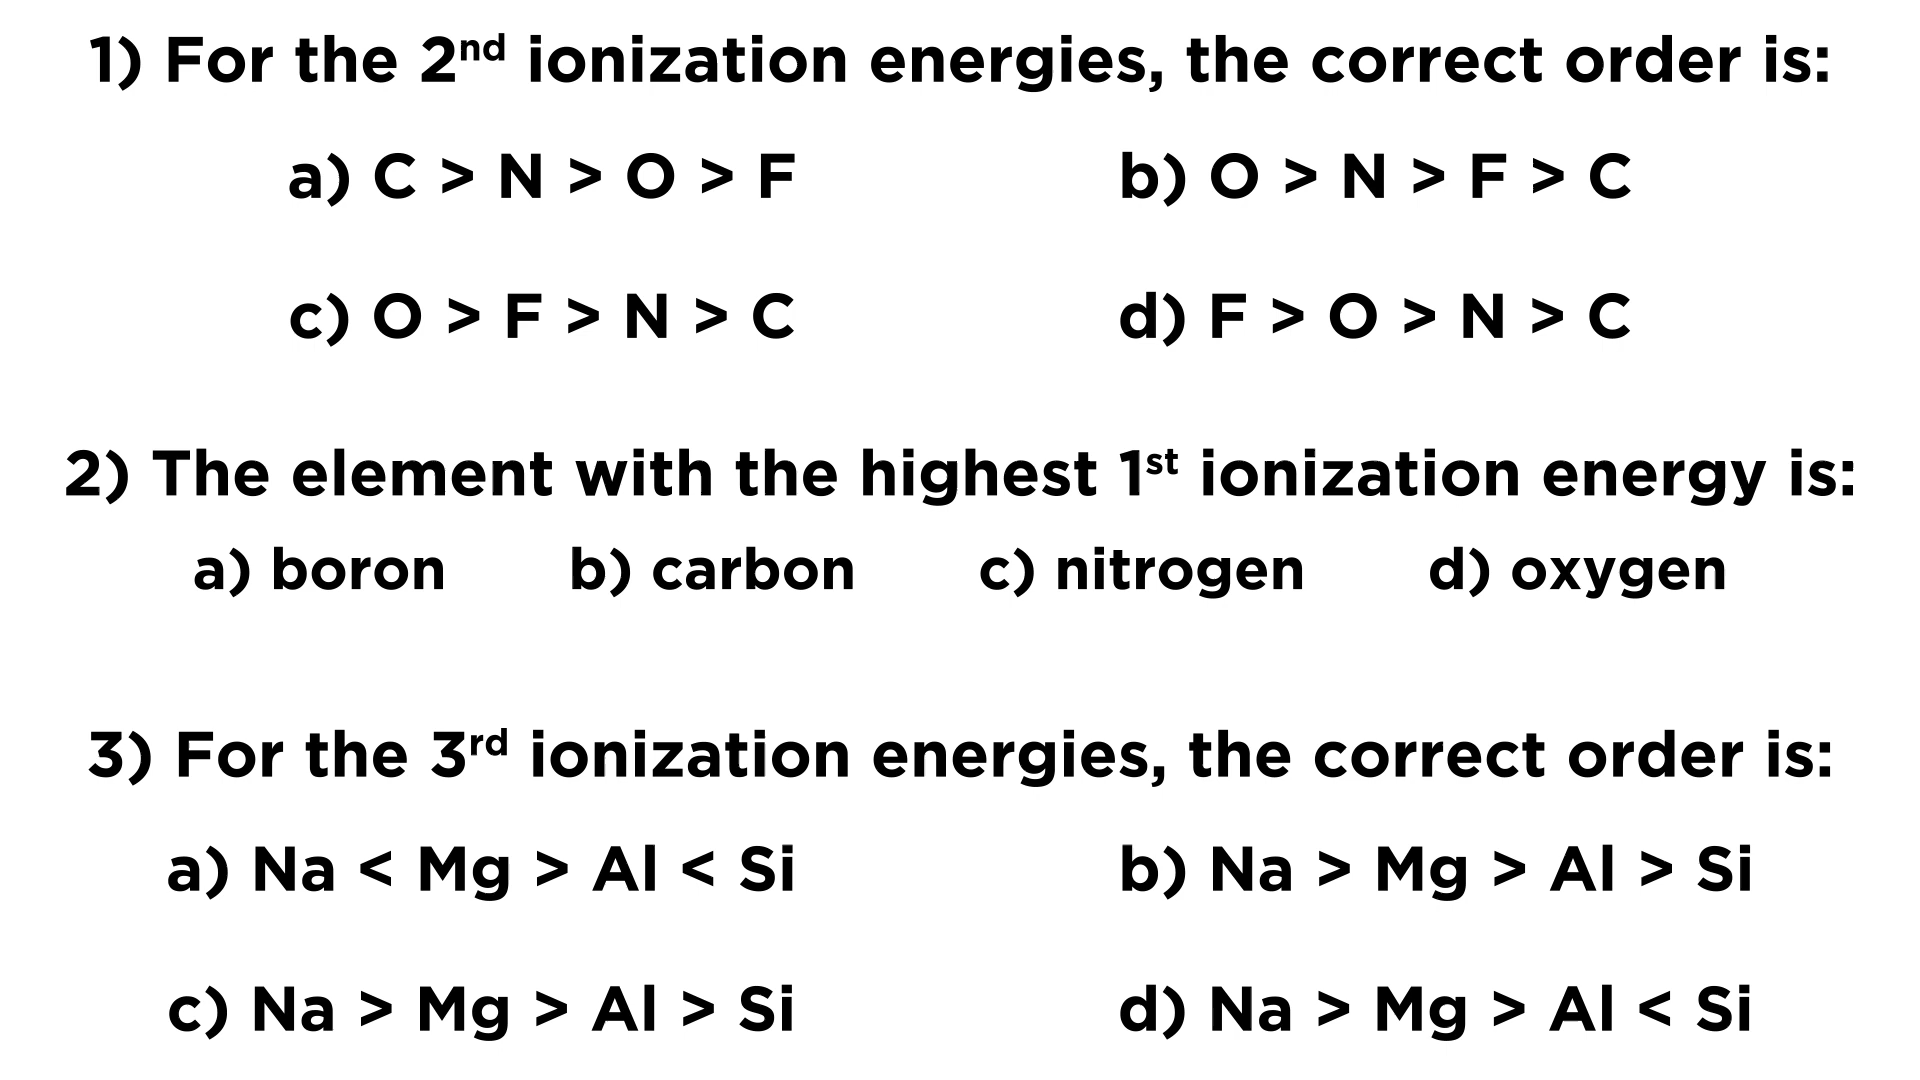 1) For the 2nd ionization energies, the correct order is:
a) C > N > O > F b) O > N > F > C
c) O > F > N > C d) F > O > N > C
2) The element with the highest 1st ionization energy is:
a) boron b) carbon c) nitrogen d) oxygen
3) For the 3rd ionization energies, the correct order is:
a) Na < Mg > Al < Si b) Na > Mg > Al > Si
c) Na > Mg > Al > Si d) Na > Mg > Al < Si